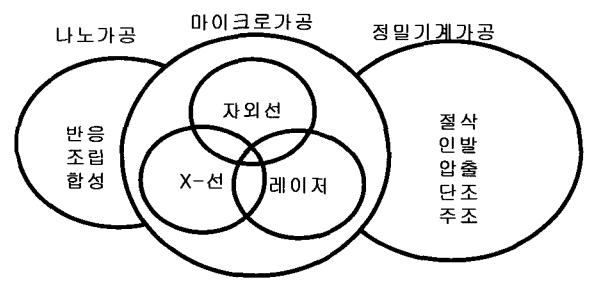 나노가공
마이크로가공
정밀기계가공
반응
조립
합성
자외선
X-선
레이저
절삭
인발
압출
단조
주조